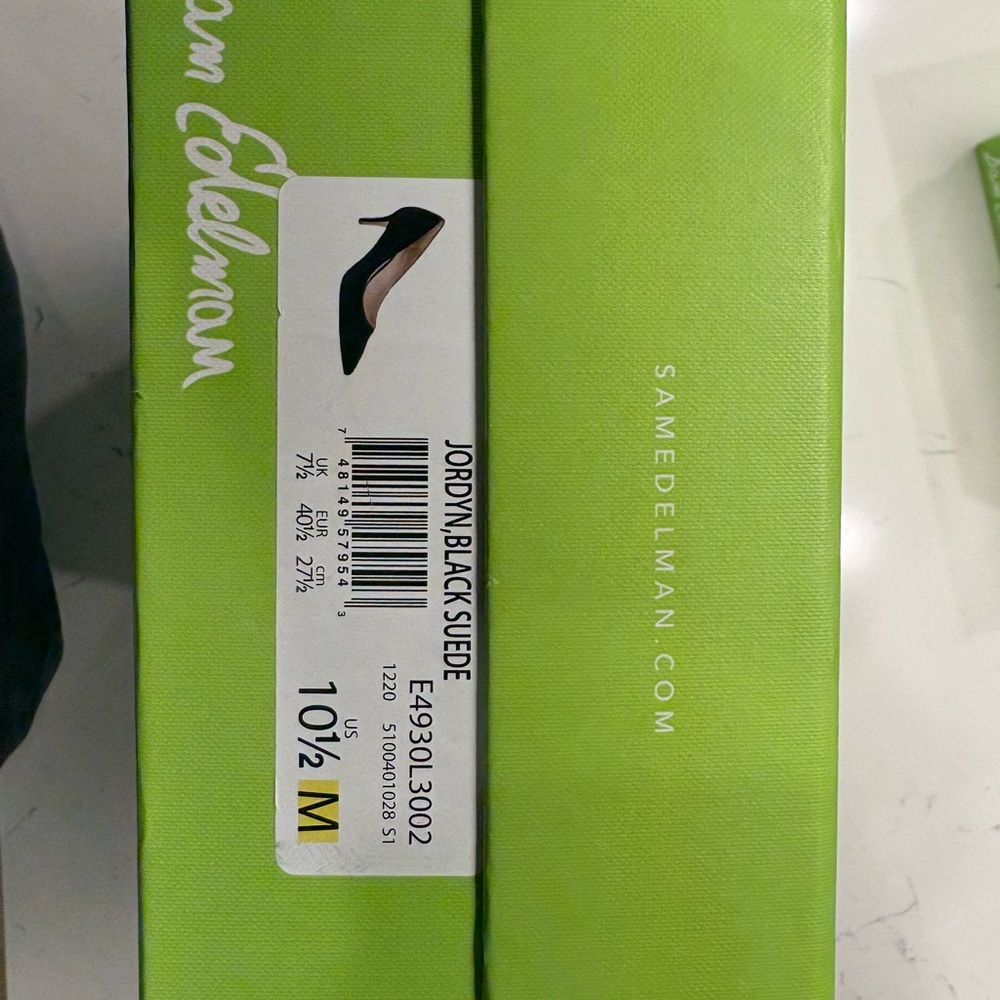 am Edelman
JORDYN,BLACK SUEDE
7 48149 57954 3
UK EUR cm
7½ 40½ 27½
E4930L3002
1220 5100401028 S1
US
10½ M
SAMEDELMAN.COM